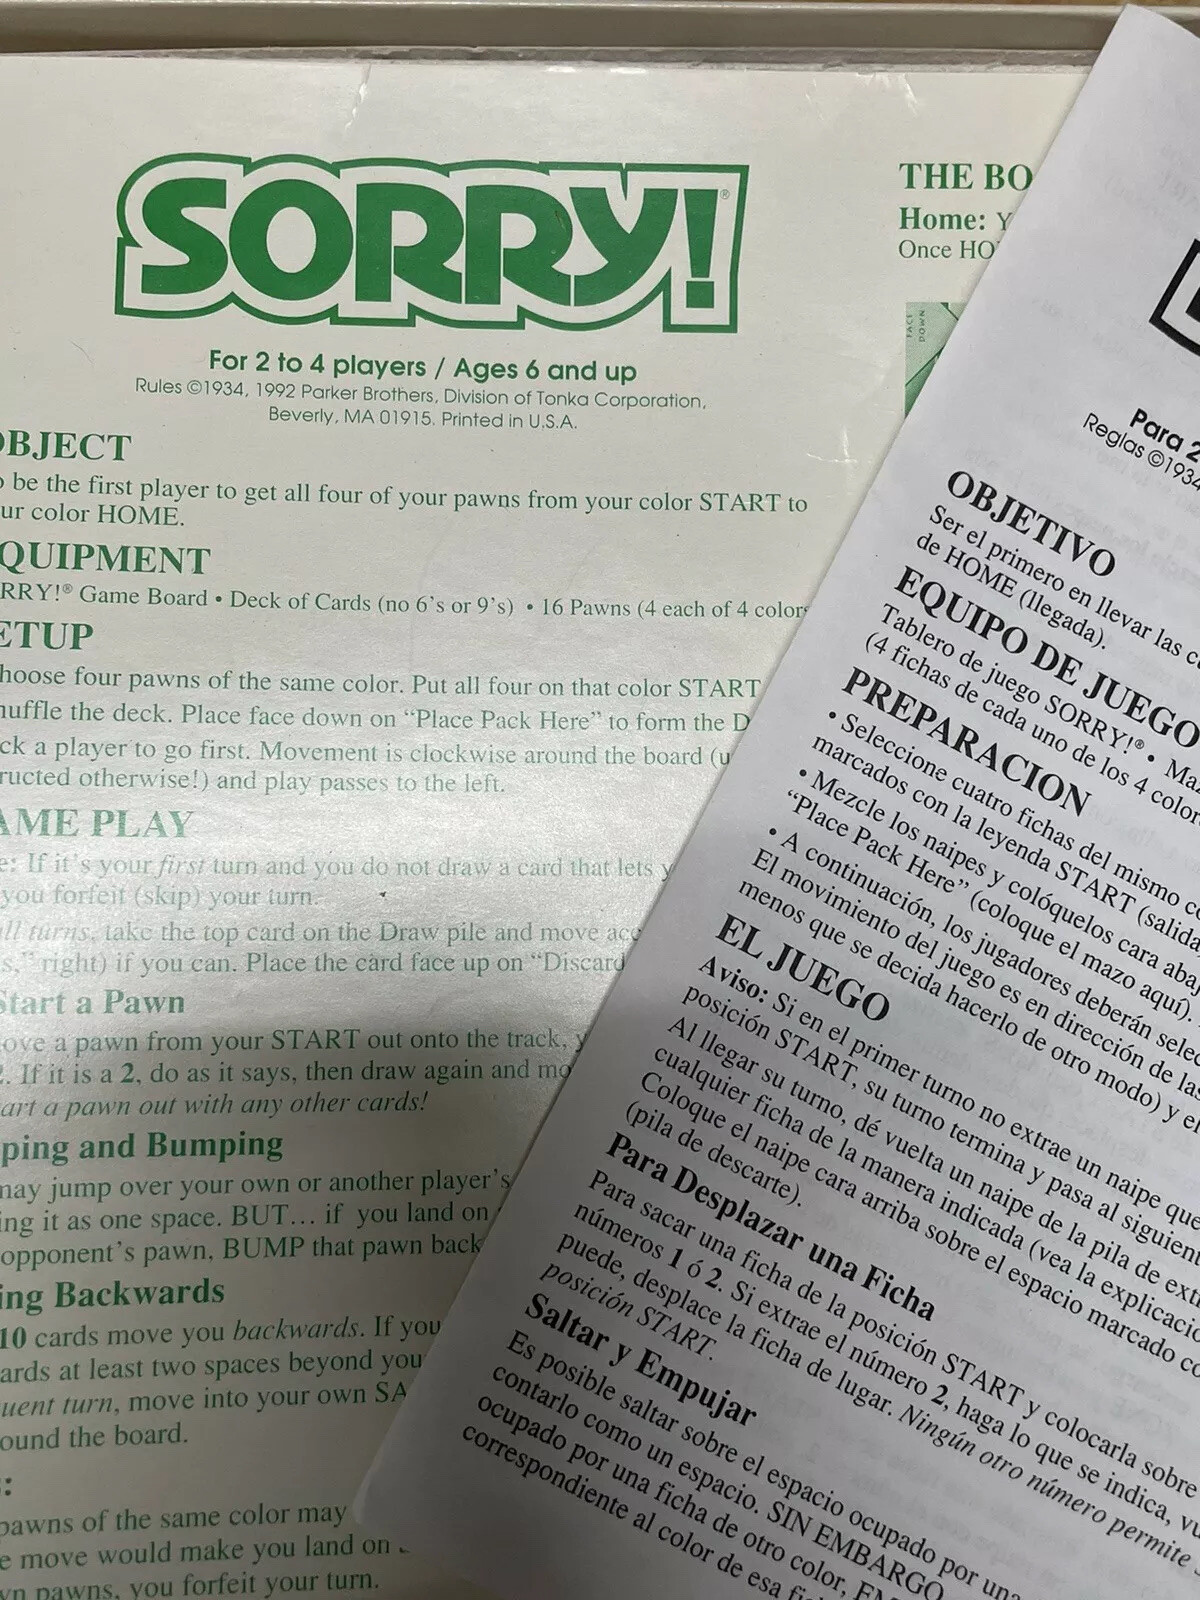 SORRY!®
For 2 to 4 players / Ages 6 and up
Rules ©1934, 1992 Parker Brothers, Division of Tonka Corporation,
Beverly, MA 01915. Printed in U.S.A.
BJECT
be the first player to get all four of your pawns from your color START to
ur color HOME.
QUIPMENT
RRY!® Game Board • Deck of Cards (no 6's or 9's) • 16 Pawns (4 each of 4 colors
ETUP
hoose four pawns of the same color. Put all four on that color START
huffle the deck. Place face down on “Place Pack Here” to form the D
ck a player to go first. Movement is clockwise around the board (u
ructed otherwise!) and play passes to the left.
AME PLAY
e: If it's your first turn and you do not draw a card that lets y
you forfeit (skip) your turn.
ll turns, take the top card on the Draw pile and move acc
s,” right) if you can. Place the card face up on “Discard
Start a Pawn
ove a pawn from your START out onto the track, y
2. If it is a 2, do as it says, then draw again and mo
art a pawn out with any other cards!
ping and Bumping
may jump over your own or another player's
ing it as one space. BUT... if you land on
opponent's pawn, BUMP that pawn back
ing Backwards
10 cards move you backwards. If you
ards at least two spaces beyond you
uent turn, move into your own SA
ound the board.
:
pawns of the same color may
e move would make you land on
wn pawns, you forfeit your turn.
THE BO
Home: Y
Once HO
FACE
DOWN
Para 2
Reglas ©1934
OBJETIVO
Ser el primero en llevar las c
de HOME (llegada).
EQUIPO DE JUEGO
Tablero de juego SORRY!® • Maz
(4 fichas de cada uno de los 4 color
PREPARACION
• Seleccione cuatro fichas del mismo co
marcados con la leyenda START (salida
• Mezcle los naipes y colóquelos cara abaj
“Place Pack Here” (coloque el mazo aquí).
• A continuación, los jugadores deberán selec
El movimiento del juego es en dirección de las
menos que se decida hacerlo de otro modo) y el
EL JUEGO
Aviso: Si en el primer turno no extrae un naipe que
posición START, su turno termina y pasa al siguient
Al llegar su turno, dé vuelta un naipe de la pila de extr
cualquier ficha de la manera indicada (vea la explicació
Coloque el naipe cara arriba sobre el espacio marcado co
(pila de descarte).
Para Desplazar una Ficha
Para sacar una ficha de la posición START y colocarla sobre
números 1 ó 2. Si extrae el número 2, haga lo que se indica, vu
puede, desplace la ficha de lugar. Ningún otro número permite s
posición START.
Saltar y Empujar
Es posible saltar sobre el espacio ocupado por una
contarlo como un espacio. SIN EMBARGO
ocupado por una ficha de otro color, EM
correspondiente al color de esa fi